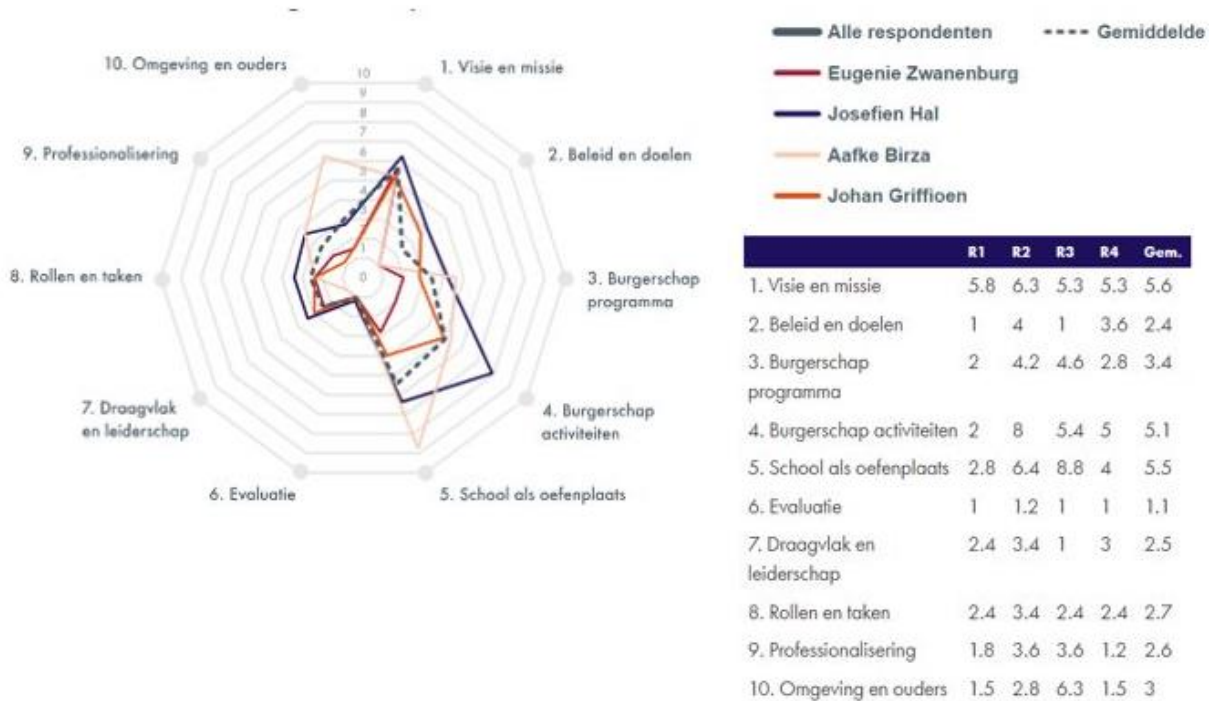 Alle respondenten
Gemiddelde
Eugenie Zwanenburg
Josefien Hal
Aafke Birza
Johan Griffioen
10. Omgeving en ouders
1. Visie en missie
9. Professionalisering
2. Beleid en doelen
8. Rollen en taken
3. Burgerschap
programma
7. Draagvlak
en leiderschap
4. Burgerschap
activiteiten
6. Evaluatie
5. School als oefenplaats
10
9
8
7
6
5
4
1
0
R1 R2 R3 R4 Gem.
1. Visie en missie 5.8 6.3 5.3 5.3 5.6
2. Beleid en doelen 1 4 1 3.6 2.4
3. Burgerschap 2 4.2 4.6 2.8 3.4
programma
4. Burgerschap activiteiten 2 8 5.4 5 5.1
5. School als oefenplaats 2.8 6.4 8.8 4 5.5
6. Evaluatie 1 1.2 1 1 1.1
7. Draagvlak en 2.4 3.4 1 3 2.5
leiderschap
8. Rollen en taken 2.4 3.4 2.4 2.4 2.7
9. Professionalisering 1.8 3.6 3.6 1.2 2.6
10. Omgeving en ouders 1.5 2.8 6.3 1.5 3